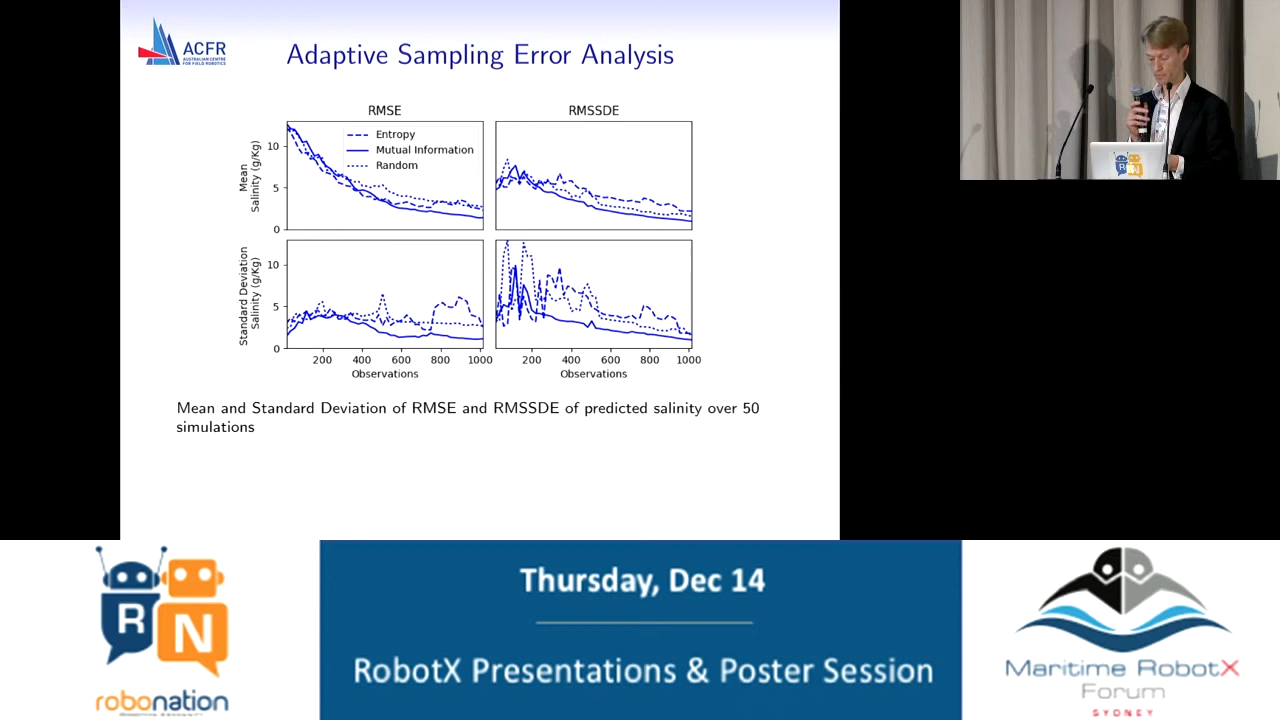 ACFR
AUSTRALIAN CENTRE
FOR FIELD ROBOTICS
Adaptive Sampling Error Analysis
RMSE
RMSSDE
Mean
Salinity (g/Kg)
10
5
0
Entropy
Mutual Information
Random
Standard Deviation
Salinity (g/Kg)
10
5
0
200 400 600 800 1000
200 400 600 800 1000
Observations
Observations
Mean and Standard Deviation of RMSE and RMSSDE of predicted salinity over 50
simulations
RN
RN
robonation
Thursday, Dec 14
RobotX Presentations & Poster Session
Maritime RobotX
Forum
SYDNEY